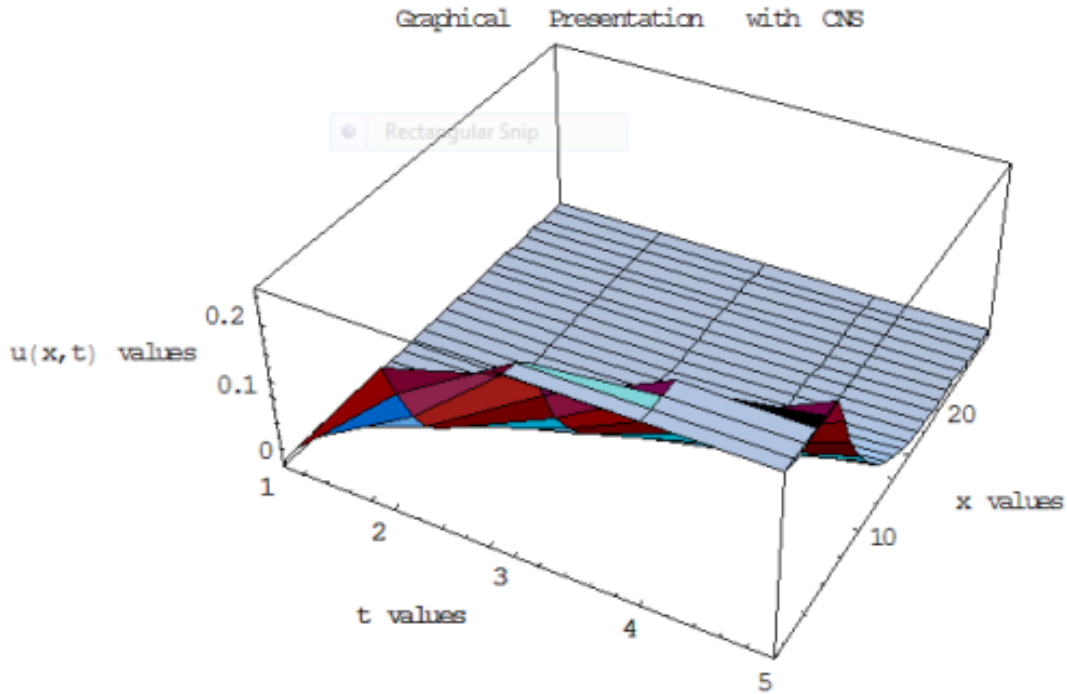 Graphical Presentation with CNS
Rectangular Snip
0.2
u(x,t) values
0.1
0
1
2
3
4
5
t values
20
10
x values